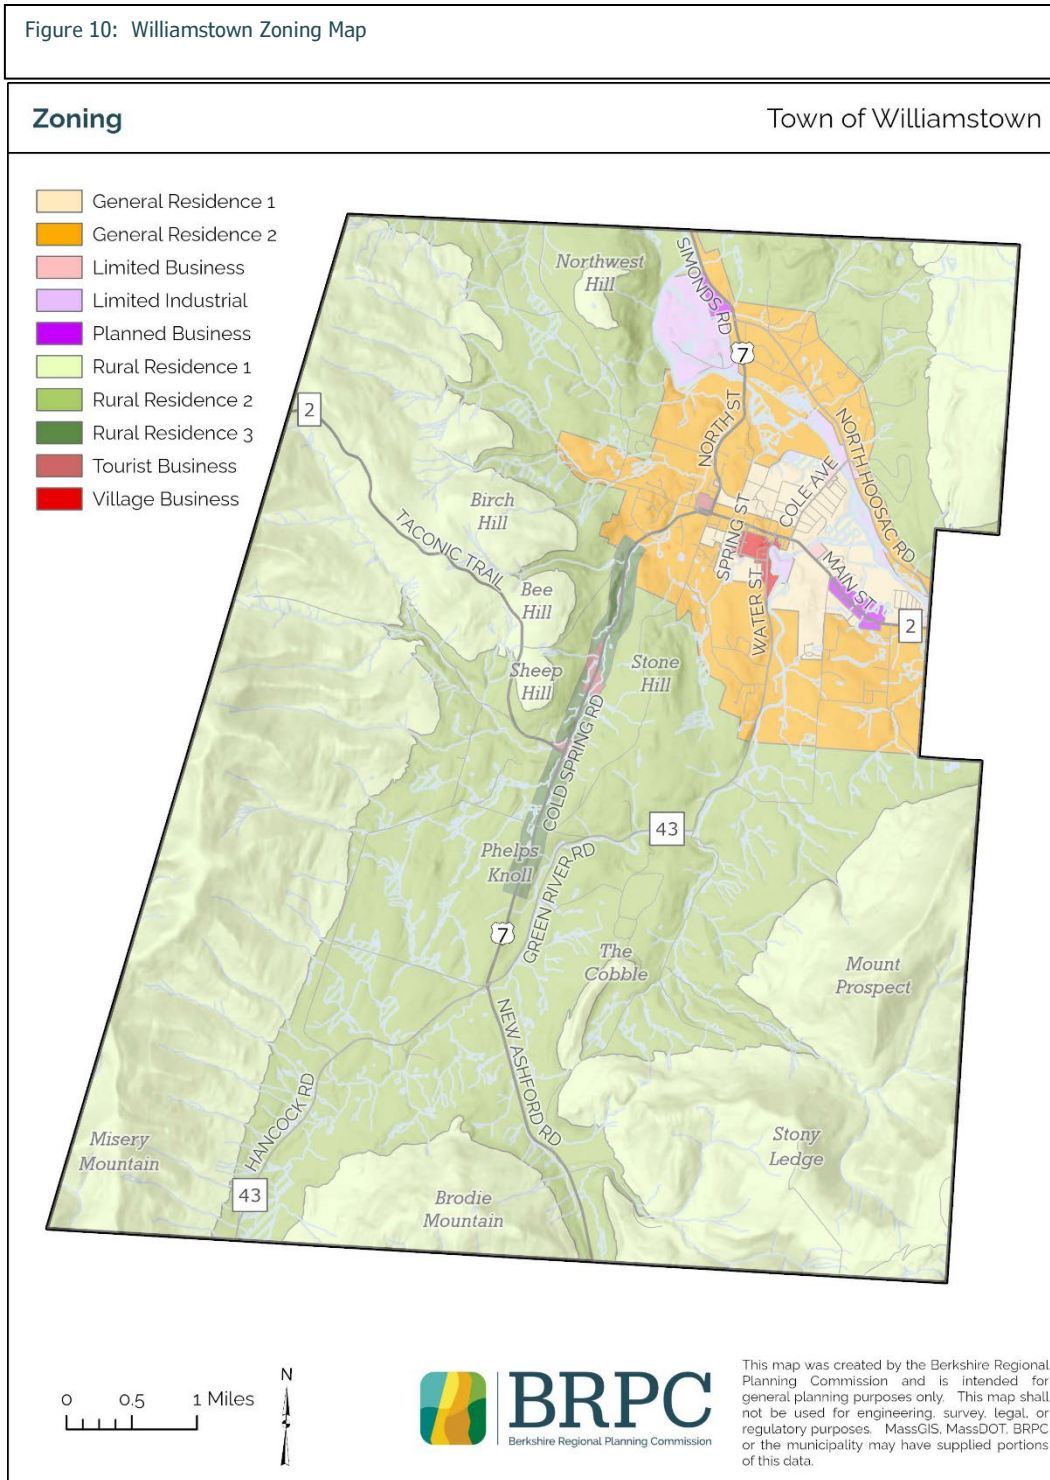 Figure 10: Williamstown Zoning Map
Zoning
Town of Williamstown
General Residence 1
General Residence 2
Limited Business
Limited Industrial
Planned Business
Rural Residence 1
Rural Residence 2
Rural Residence 3
Tourist Business
Village Business
Northwest
Hill
SIMONDS RD
7
2
NORTH ST
NORTH HOOSAC RD
COLE AVE
SPRING ST
MAIN ST
WATER ST
2
Birch
Hill
TACONIC TRAIL
Bee
Hill
Sheep
Hill
Stone
Hill
COLD SPRING RD
43
Phelps
Knoll
GREEN RIVER RD
7
The
Cobble
Mount
Prospect
NEW ASHFORD RD
HANCOCK RD
Misery
Mountain
43
Brodie
Mountain
Stony
Ledge
0 0.5 1 Miles
N
BRPC
Berkshire Regional Planning Commission
This map was created by the Berkshire Regional
Planning Commission and is intended for
general planning purposes only. This map shall
not be used for engineering, survey, legal, or
regulatory purposes. MassGIS, MassDOT, BRPC
or the municipality may have supplied portions
of this data.